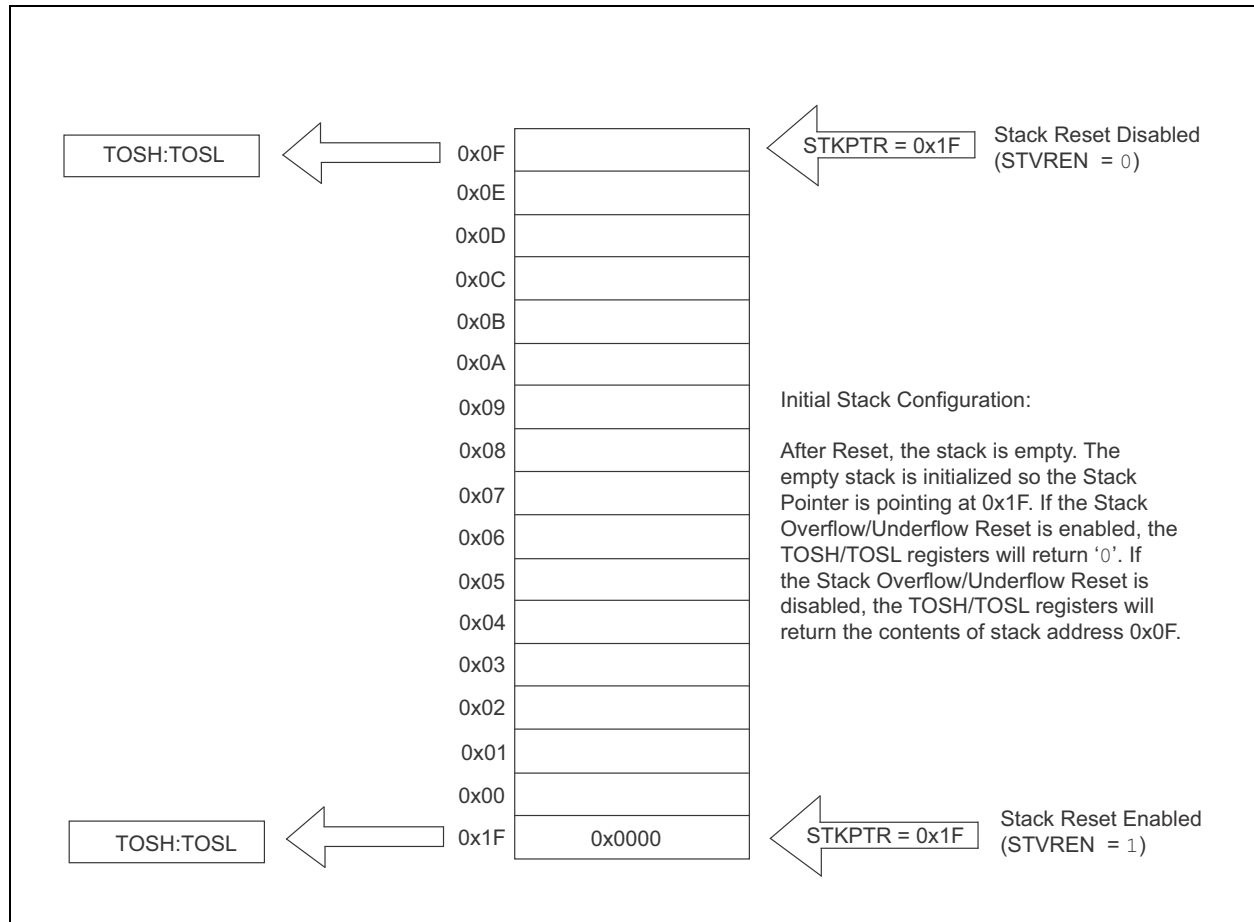 TOSH:TOSL
0x0F
STKPTR = 0x1F
Stack Reset Disabled
(STVREN = 0)
0x0E
0x0D
0x0C
0x0B
0x0A
0x09
0x08
0x07
0x06
0x05
0x04
0x03
0x02
0x01
0x00
Initial Stack Configuration:
After Reset, the stack is empty. The
empty stack is initialized so the Stack
Pointer is pointing at 0x1F. If the Stack
Overflow/Underflow Reset is enabled, the
TOSH/TOSL registers will return ‘0’. If
the Stack Overflow/Underflow Reset is
disabled, the TOSH/TOSL registers will
return the contents of stack address 0x0F.
TOSH:TOSL
0x1F
0x0000
STKPTR = 0x1F
Stack Reset Enabled
(STVREN = 1)